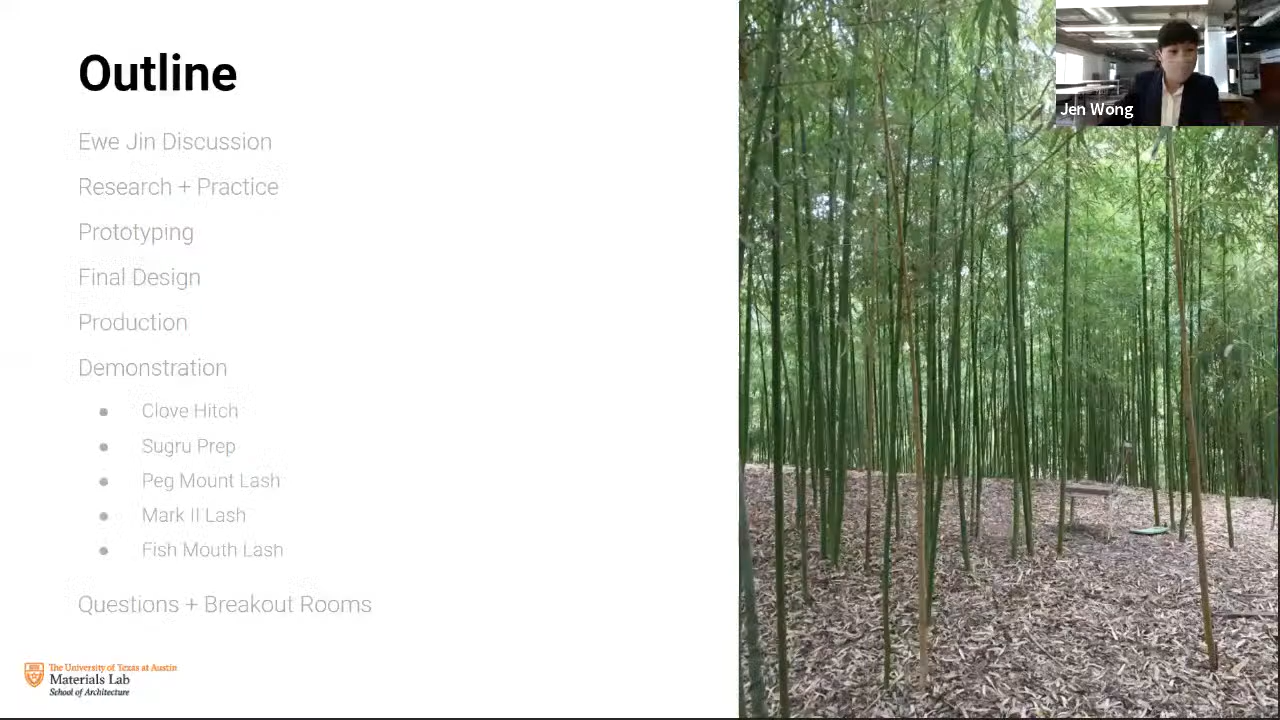 Outline
Jen Wong
Ewe Jin Discussion
Research + Practice
Prototyping
Final Design
Production
Demonstration
Clove Hitch
Sugru Prep
Peg Mount Lash
Mark II Lash
Fish Mouth Lash
Questions + Breakout Rooms
The University of Texas at Austin
Materials Lab
School of Architecture